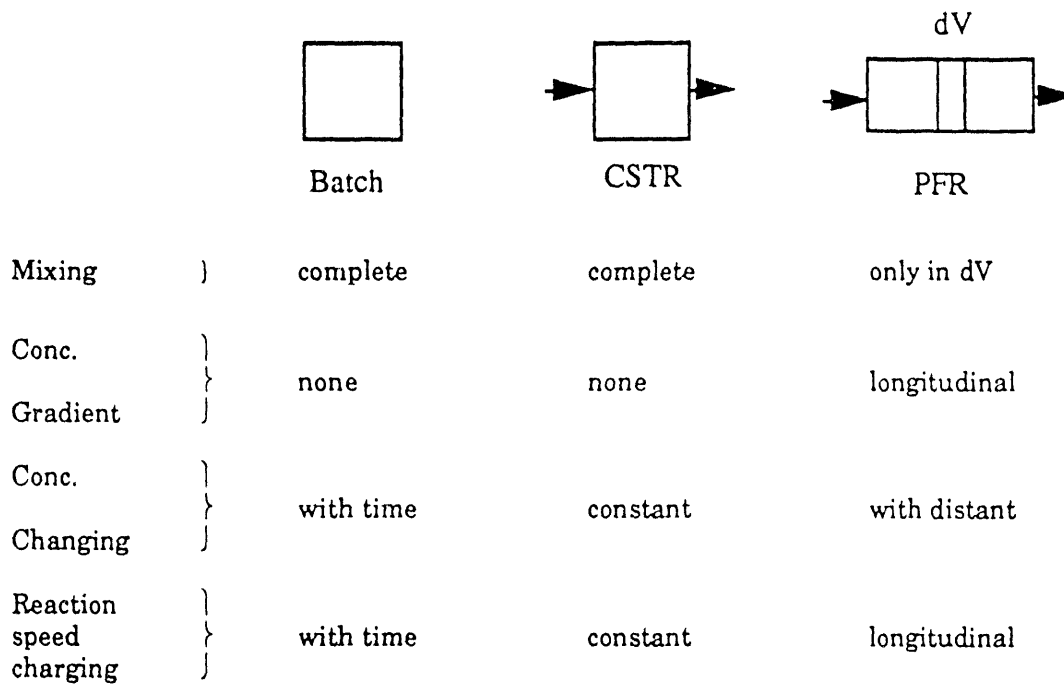 dV
Batch CSTR PFR
Mixing } complete complete only in dV
Conc.
Gradient } none none longitudinal
Conc.
Changing } with time constant with distant
Reaction
speed
charging } with time constant longitudinal